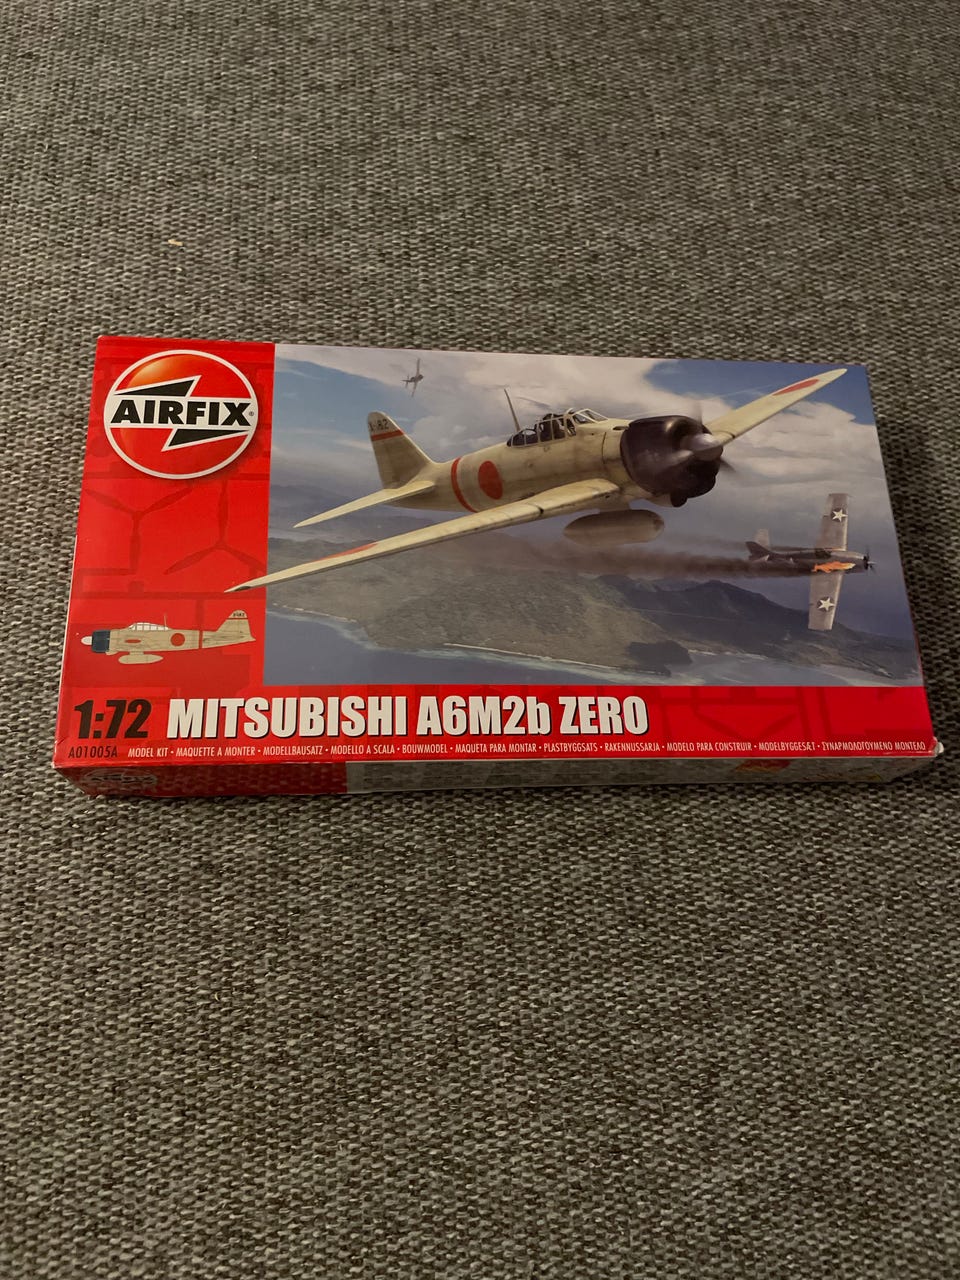 AIRFIX®
1:72 MITSUBISHI A6M2b ZERO
A01005A MODEL KIT • MAQUETTE A MONTER • MODELLBAUSATZ • MODELLO A SCALA • BOUWMODEL • MAQUETA PARA MONTAR • PLASTBYGGSATS • RAKENNUSSARJA • MODELO PARA CONSTRUIR • MODELBYGGESÆT • ΣΥΝΑΡΜΟΛΟΓΟΥΜΕΝΟ ΜΟΝΤΕΛΟ